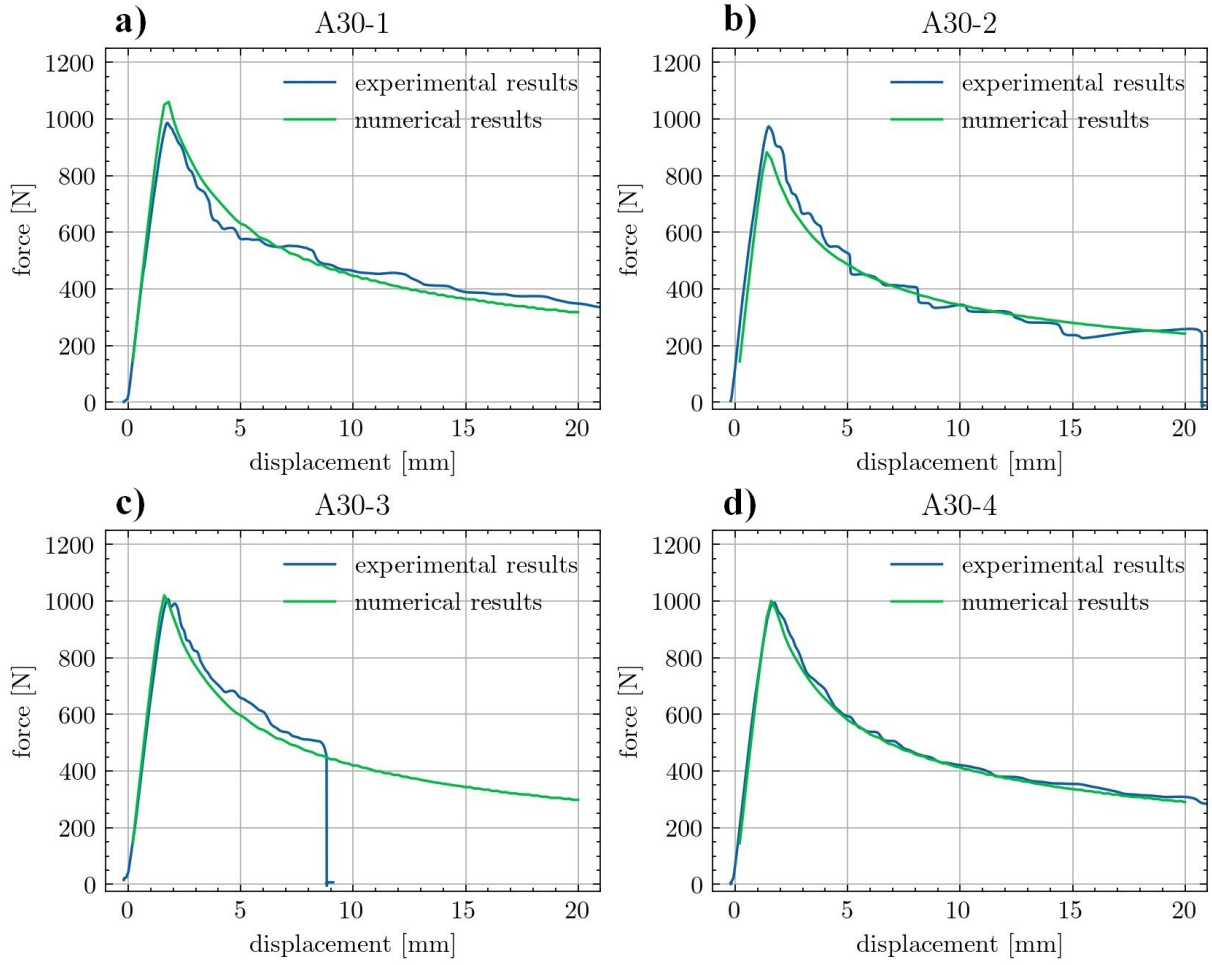 a) A30-1
1200
1000
800
600
400
200
0
force [N]
experimental results
numerical results
0 5 10 15 20
displacement [mm]
b) A30-2
1200
1000
800
600
400
200
0
force [N]
experimental results
numerical results
0 5 10 15 20
displacement [mm]
c) A30-3
1200
1000
800
600
400
200
0
force [N]
experimental results
numerical results
0 5 10 15 20
displacement [mm]
d) A30-4
1200
1000
800
600
400
200
0
force [N]
experimental results
numerical results
0 5 10 15 20
displacement [mm]